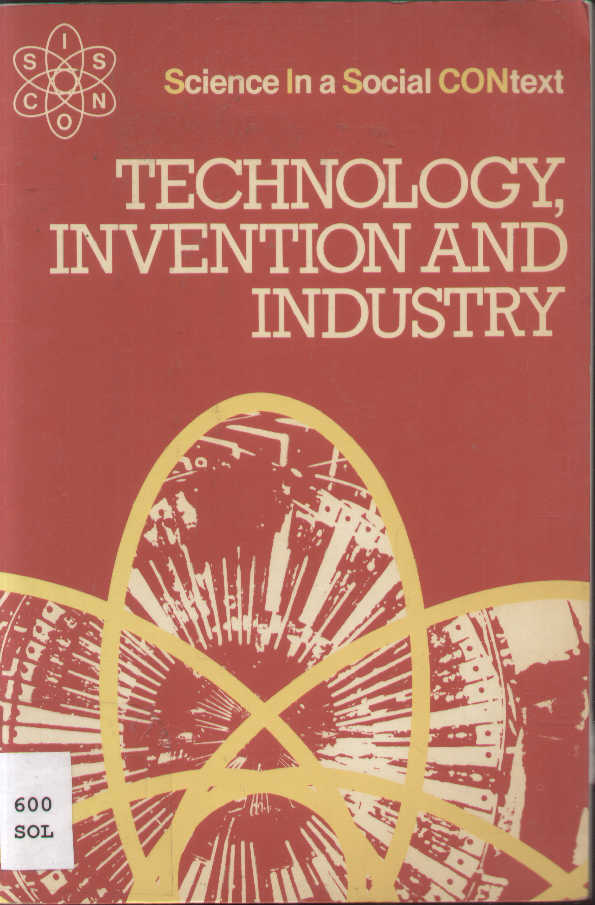 I
S S
C N
O
Science In a Social CONtext
TECHNOLOGY,
INVENTION AND
INDUSTRY
600
SOL